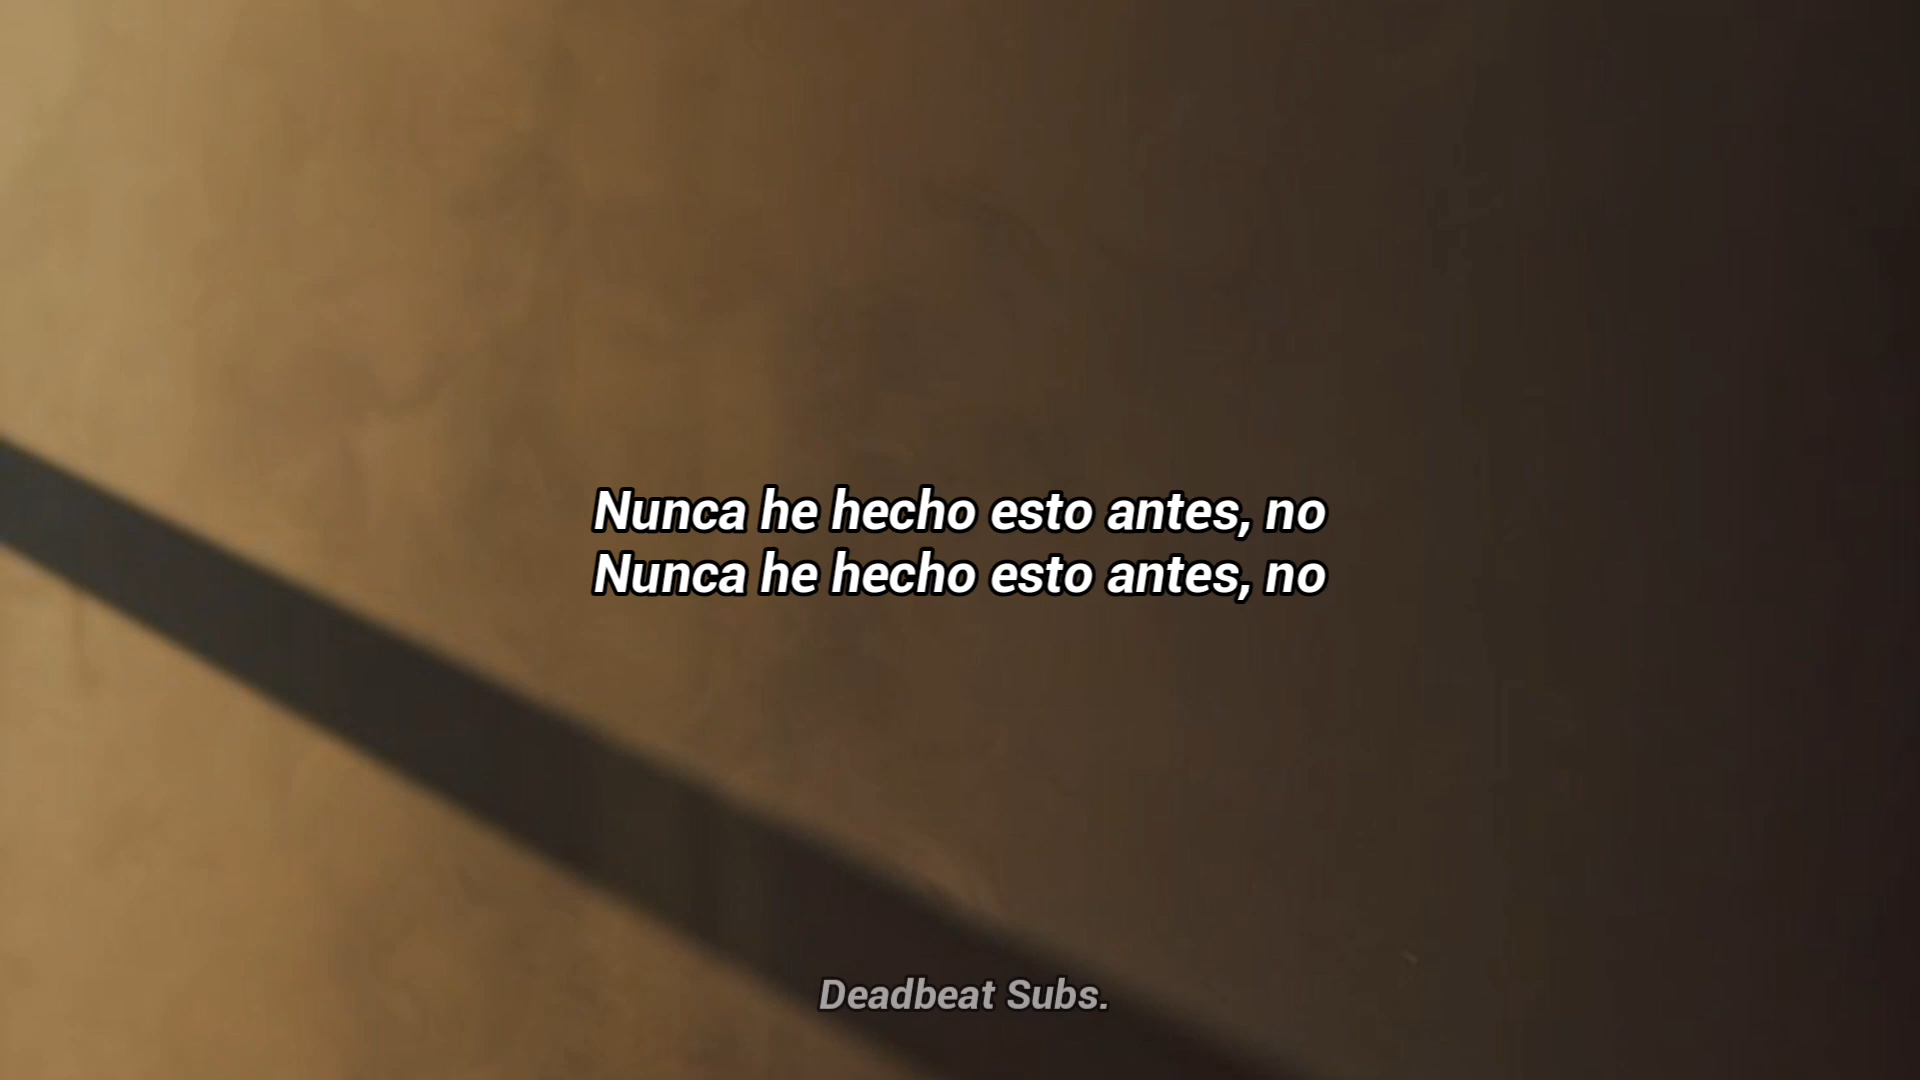 Nunca he hecho esto antes, no
Nunca he hecho esto antes, no
Deadbeat Subs.